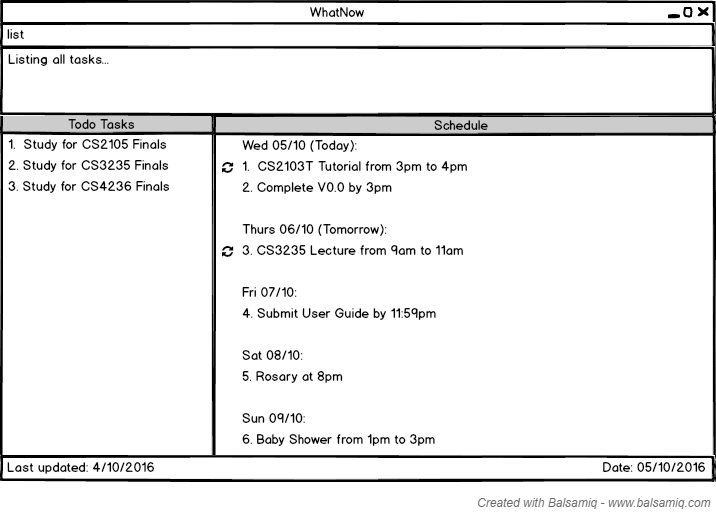 WhatNow
list
Listing all tasks...
Todo Tasks
1. Study for CS2105 Finals
2. Study for CS3235 Finals
3. Study for CS4236 Finals
Schedule
Wed 05/10 (Today):
1. CS2103T Tutorial from 3pm to 4pm
2. Complete V0.0 by 3pm
Thurs 06/10 (Tomorrow):
3. CS3235 Lecture from 9am to 11am
Fri 07/10:
4. Submit User Guide by 11:59pm
Sat 08/10:
5. Rosary at 8pm
Sun 09/10:
6. Baby Shower from 1pm to 3pm
Last updated: 4/10/2016
Date: 05/10/2016
Created with Balsamiq - www.balsamiq.com